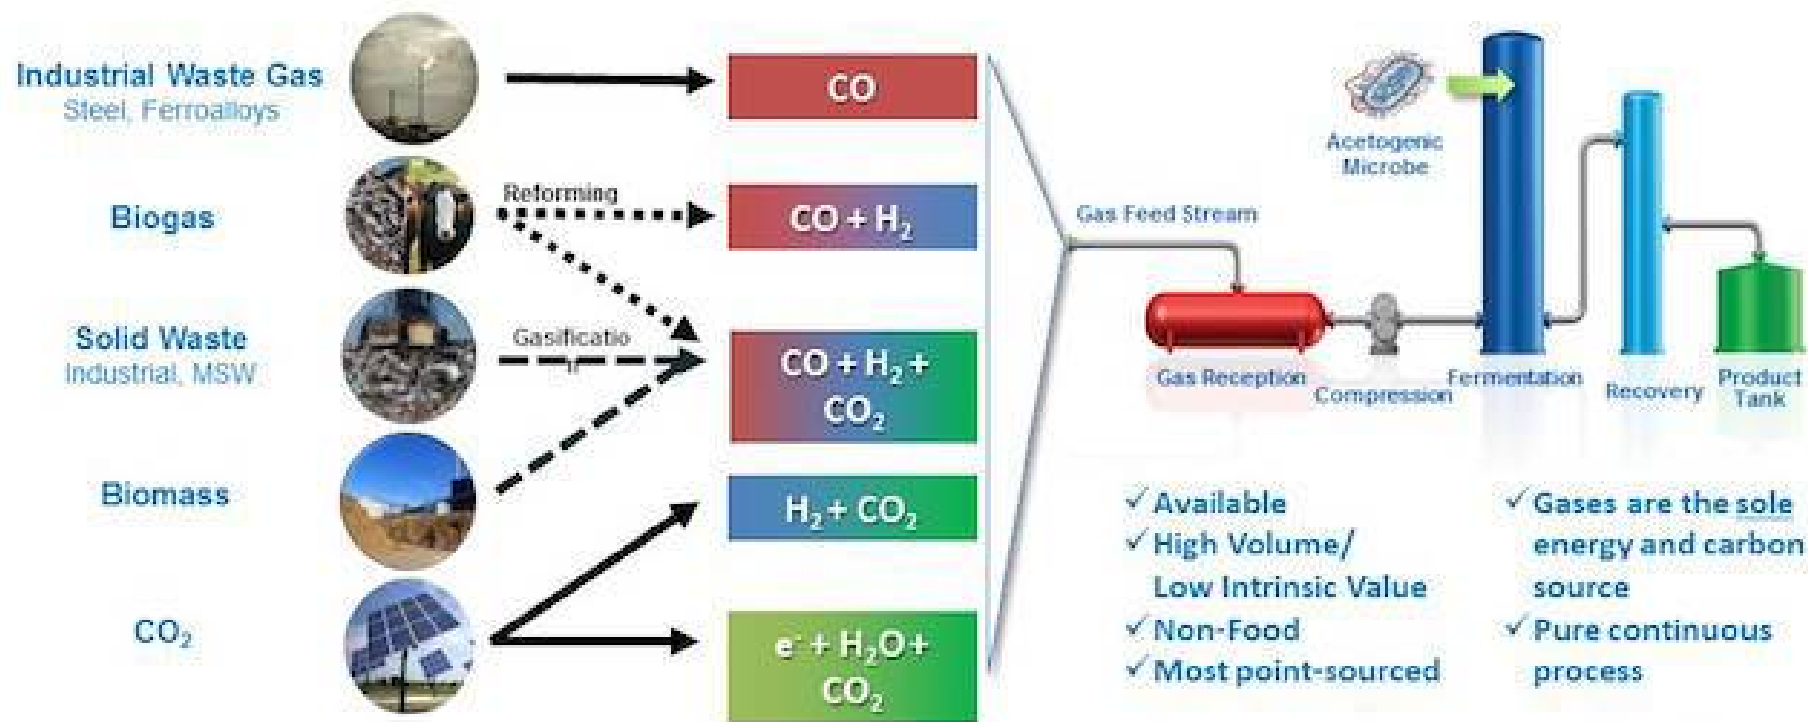 Industrial Waste Gas
Steel, Ferroalloys
Biogas
Solid Waste
Industrial, MSW
Biomass
CO₂
Reforming
Gasificatio
n
CO
CO + H₂
CO + H₂ +
CO₂
H₂ + CO₂
e⁻ + H₂O +
CO₂
Gas Feed Stream
Acetogenic
Microbe
Gas Reception
Compression
Fermentation
Recovery
Product
Tank
✓ Available
✓ High Volume/
Low Intrinsic Value
✓ Non-Food
✓ Most point-sourced
✓ Gases are the sole
energy and carbon
source
✓ Pure continuous
process